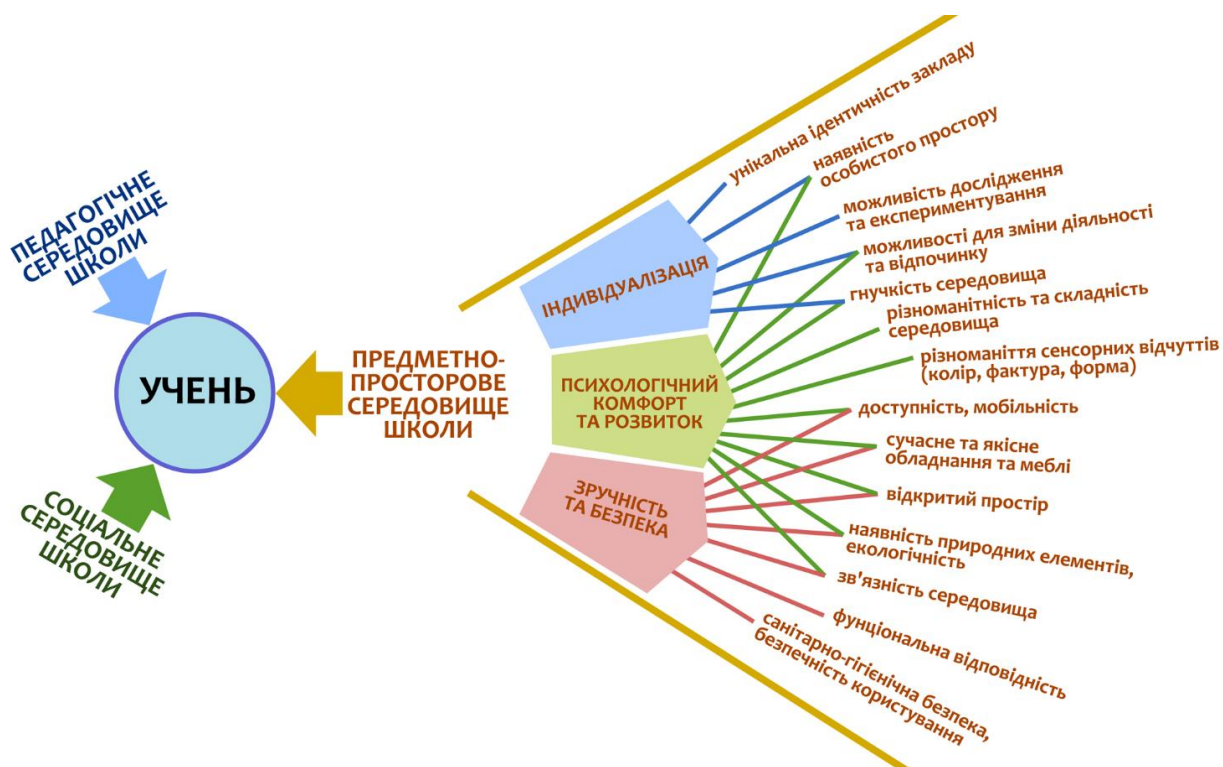 ПЕДАГОГІЧНЕ
СЕРЕДОВИЩЕ
ШКОЛИ
УЧЕНЬ
СОЦІАЛЬНЕ
СЕРЕДОВИЩЕ
ШКОЛИ
ПРЕДМЕТНО-
ПРОСТОРОВЕ
СЕРЕДОВИЩЕ
ШКОЛИ
ІНДИВІДУАЛІЗАЦІЯ
ПСИХОЛОГІЧНИЙ
КОМФОРТ
ТА РОЗВИТОК
ЗРУЧНІСТЬ
ТА БЕЗПЕКА
унікальна ідентичність закладу
наявність
особистого простору
можливість дослідження
та експериментування
можливості для зміни діяльності
та відпочинку
гнучкість середовища
різноманітність та складність
середовища
різноманіття сенсорних відчуттів
(колір, фактура, форма)
доступність, мобільність
сучасне та якісне
обладнання та меблі
відкритий простір
наявність природних елементів,
екологічність
зв'язність середовища
фунціональна відповідність
санітарно-гігієнічна безпека,
безпечність користування